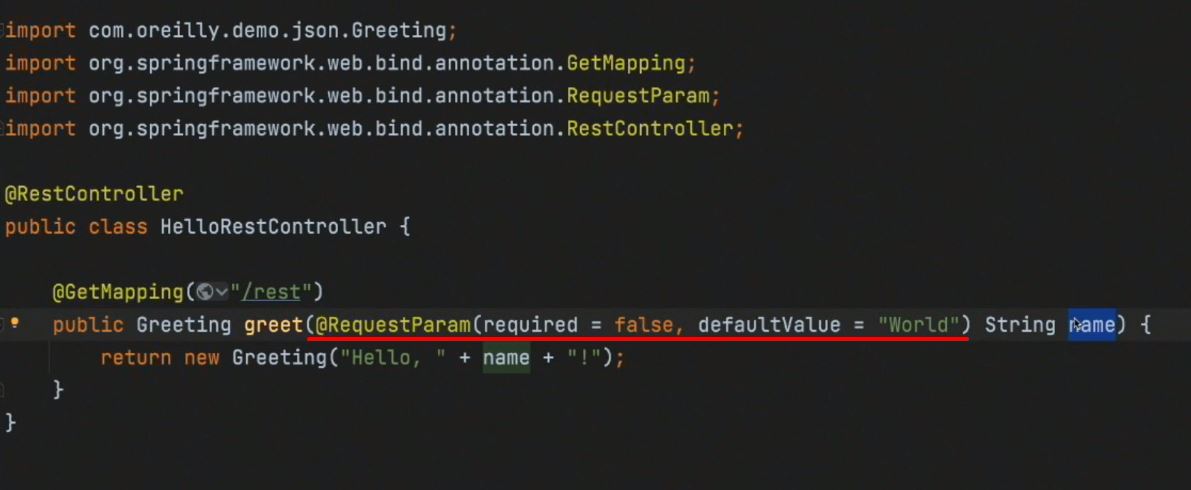 import com.oreilly.demo.json.Greeting;
import org.springframework.web.bind.annotation.GetMapping;
import org.springframework.web.bind.annotation.RequestParam;
import org.springframework.web.bind.annotation.RestController;
@RestController
public class HelloRestController {
@GetMapping("/rest")
public Greeting greet(@RequestParam(required = false, defaultValue = "World") String name) {
return new Greeting("Hello, " + name + "!");
}
}